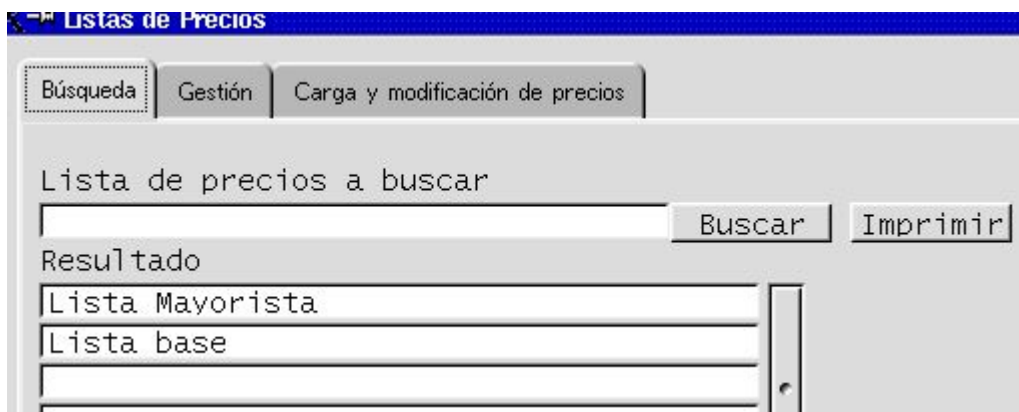 Listas de Precios
Búsqueda Gestión Carga y modificación de precios
Lista de precios a buscar
Buscar Imprimir
Resultado
Lista Mayorista
Lista base